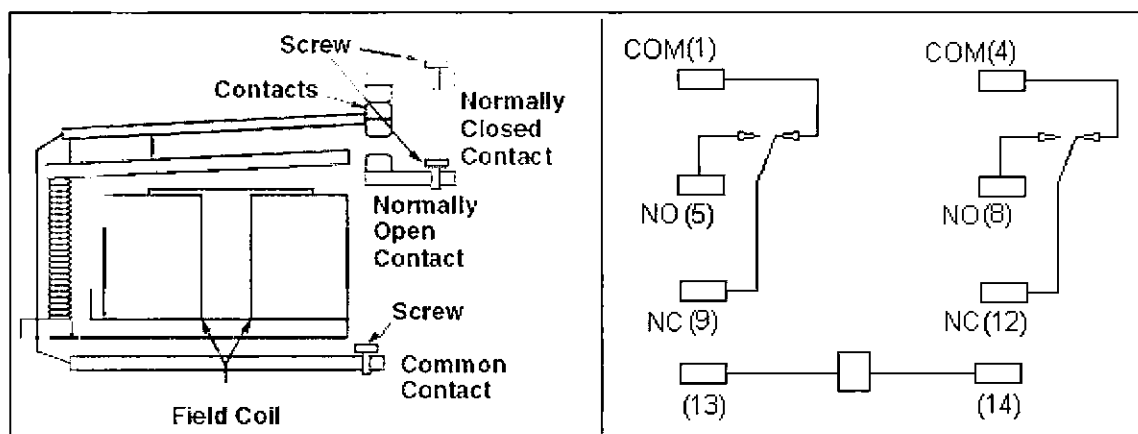 Screw
Contacts
Normally
Closed
Contact
Normally
Open
Contact
Screw
Common
Contact
Field Coil
COM(1)
COM(4)
NO(5)
NO(8)
NC(9)
NC(12)
(13)
(14)